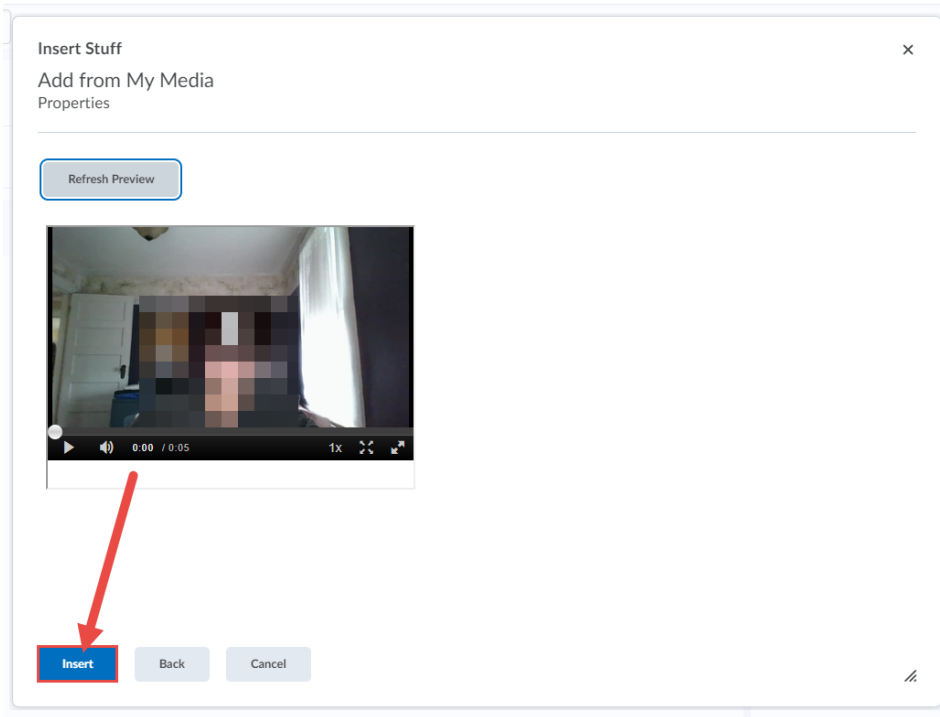 Insert Stuff
Add from My Media
Properties
Refresh Preview
0:00 / 0:05 1x
Insert Back Cancel